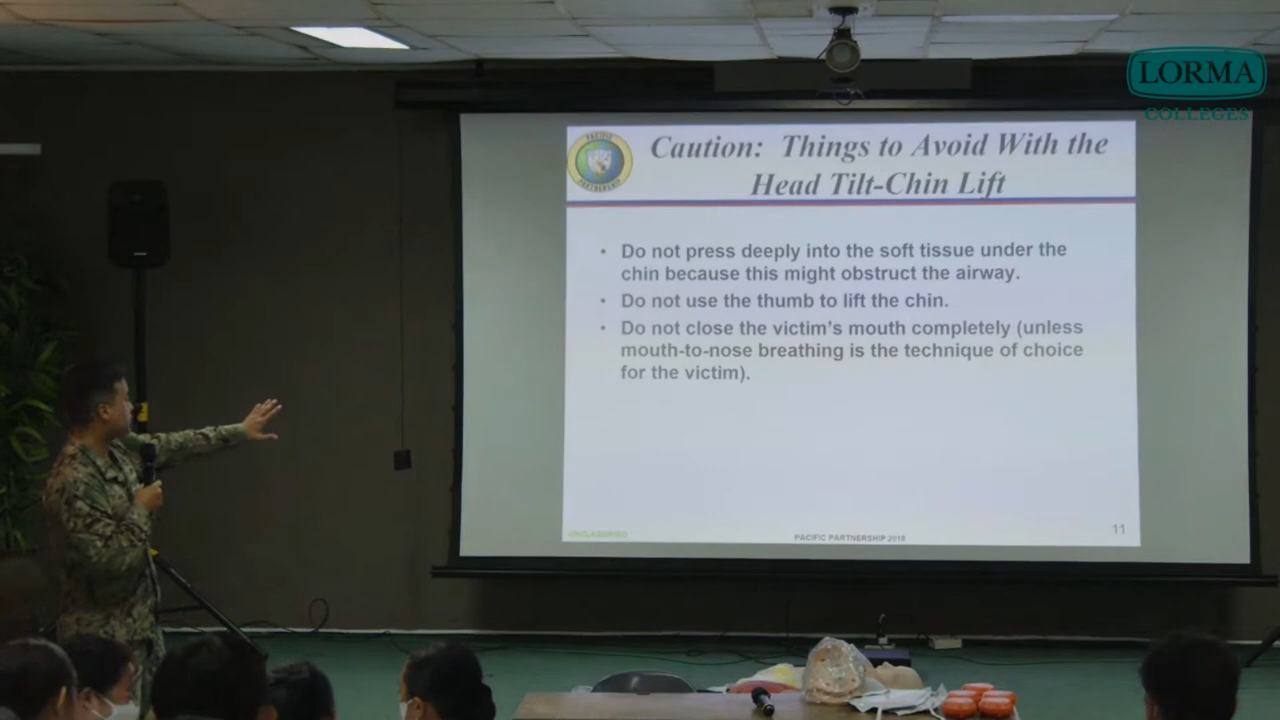 LORMA
COLLEGES
PACIFIC
PARTNERSHIP
Caution: Things to Avoid With the
Head Tilt-Chin Lift
• Do not press deeply into the soft tissue under the
chin because this might obstruct the airway.
• Do not use the thumb to lift the chin.
• Do not close the victim's mouth completely (unless
mouth-to-nose breathing is the technique of choice
for the victim).
UNCLASSIFIED
PACIFIC PARTNERSHIP 2018
11